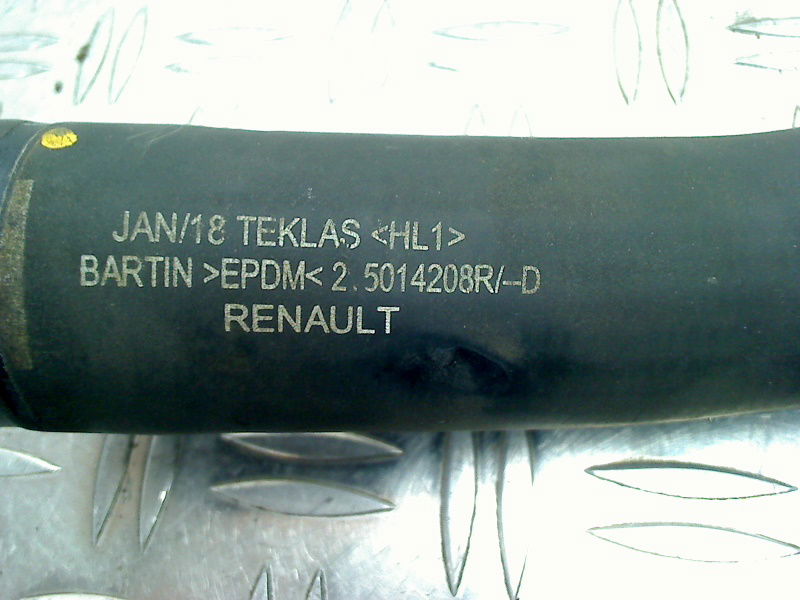 JAN/18 TEKLAS <HL1>
BARTIN >EPDM< 2.5014208R/--D
RENAULT